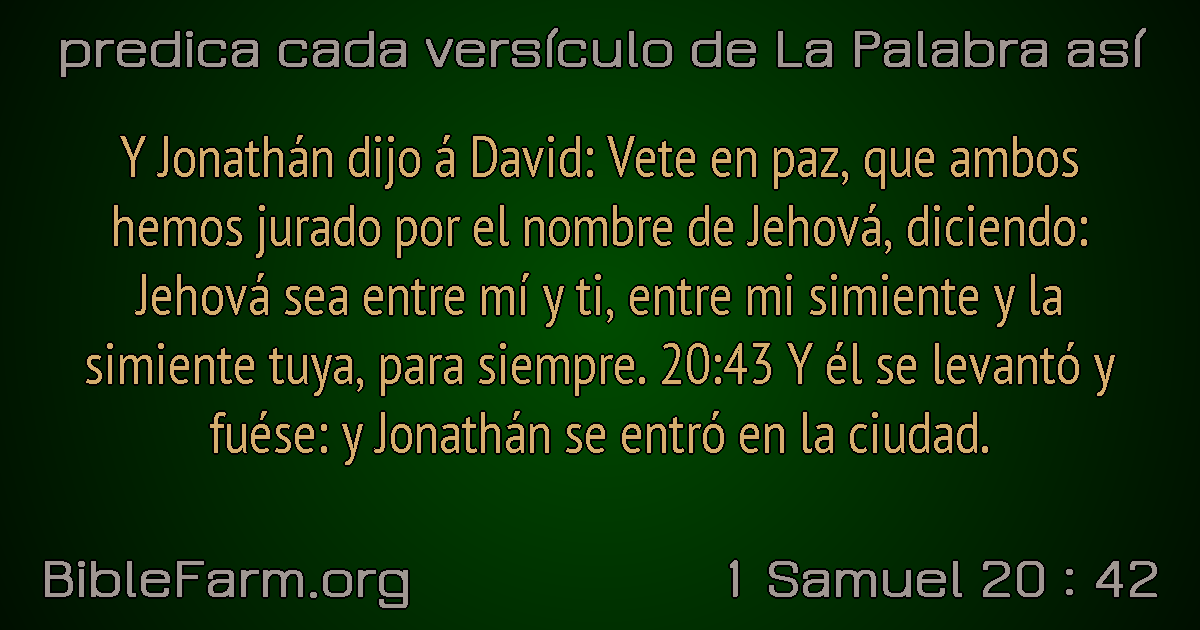 predica cada versículo de La Palabra así
Y Jonathán dijo á David: Vete en paz, que ambos
hemos jurado por el nombre de Jehová, diciendo:
Jehová sea entre mí y ti, entre mi simiente y la
simiente tuya, para siempre. 20:43 Y él se levantó y
fuése: y Jonathán se entró en la ciudad.
BibleFarm.org
1 Samuel 20 : 42